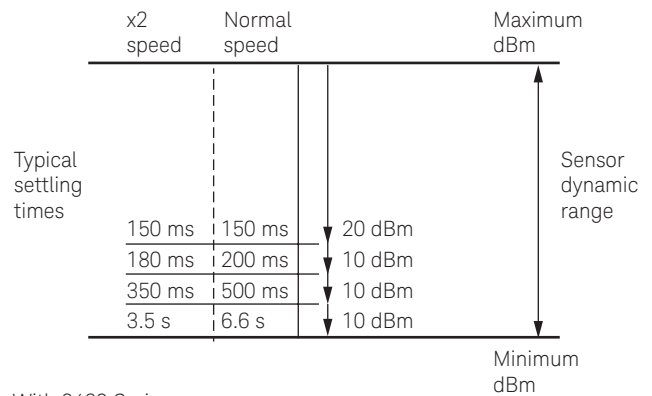 x2 speed
Normal speed
Maximum dBm
Typical settling times
Sensor dynamic range
150 ms 150 ms 20 dBm
180 ms 200 ms 10 dBm
350 ms 500 ms 10 dBm
3.5 s 6.6 s 10 dBm
Minimum dBm